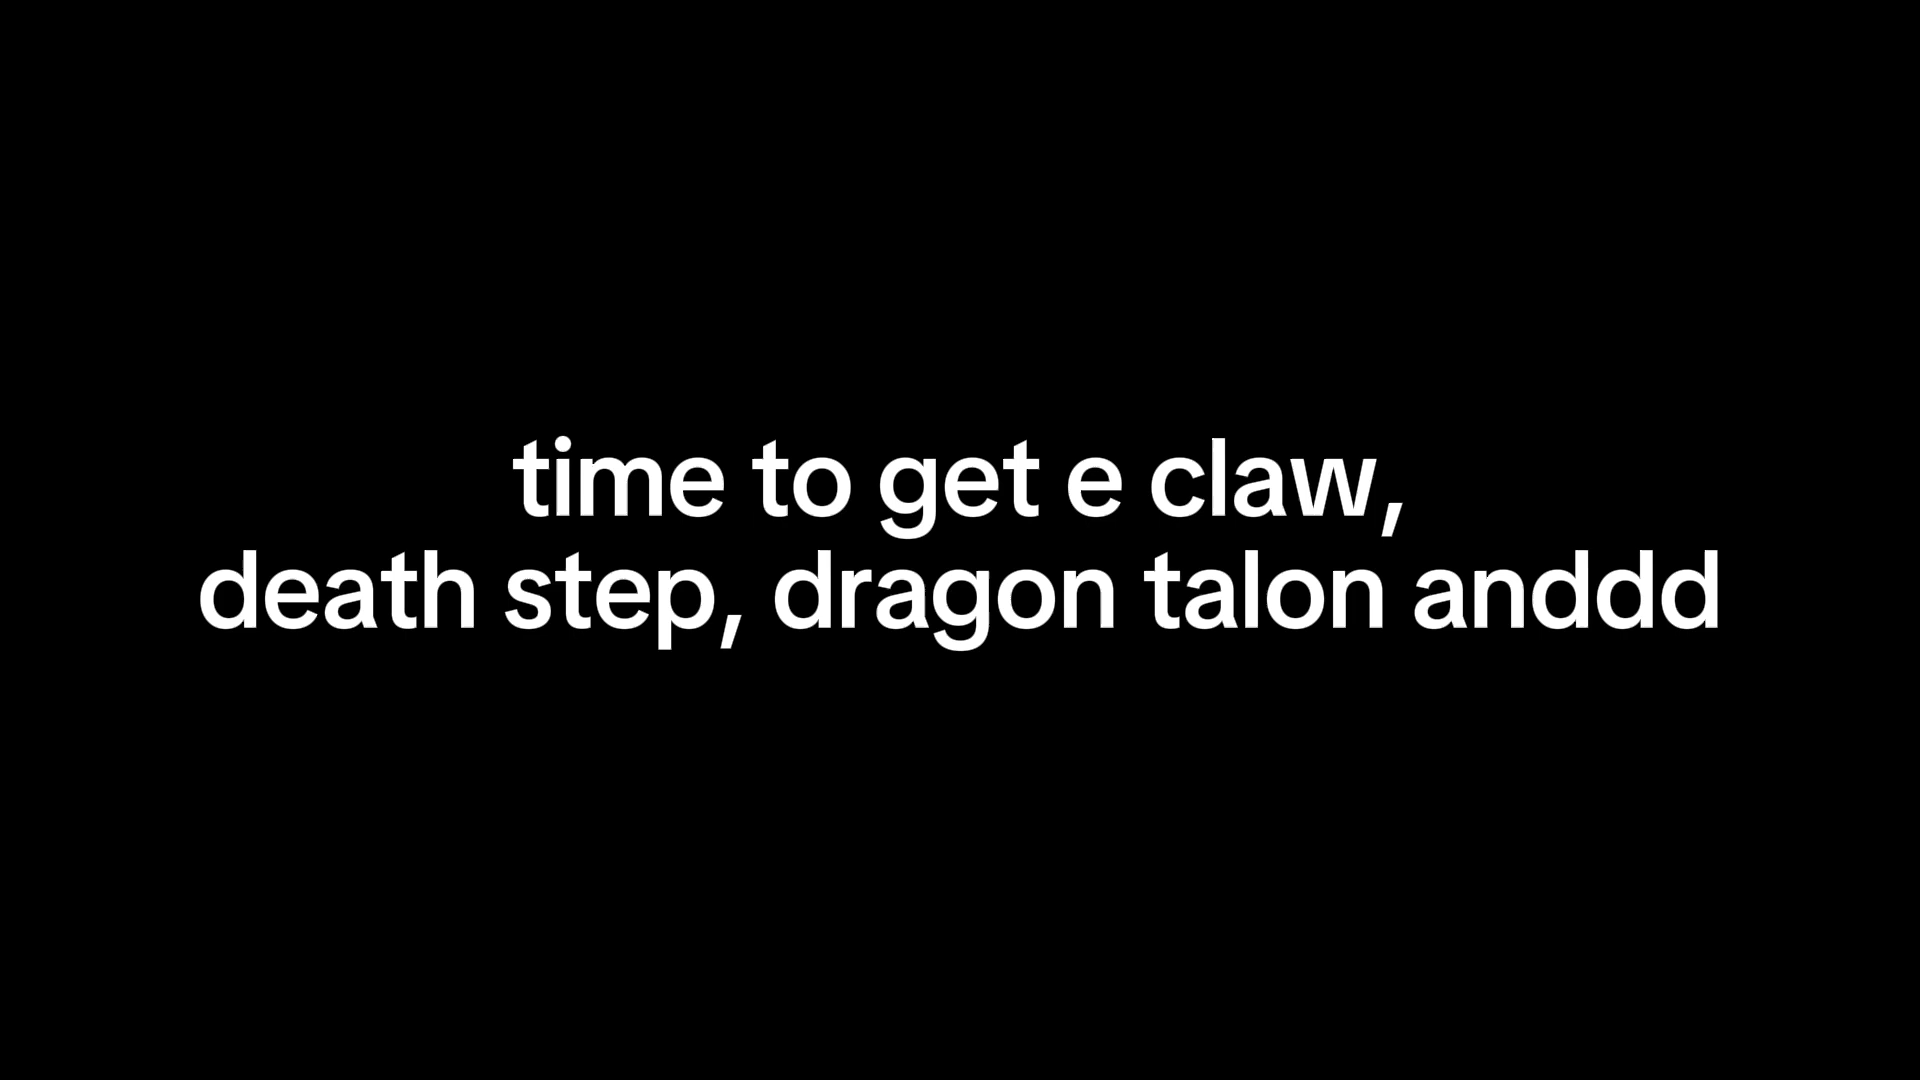 time to get e claw,
death step, dragon talon anddd